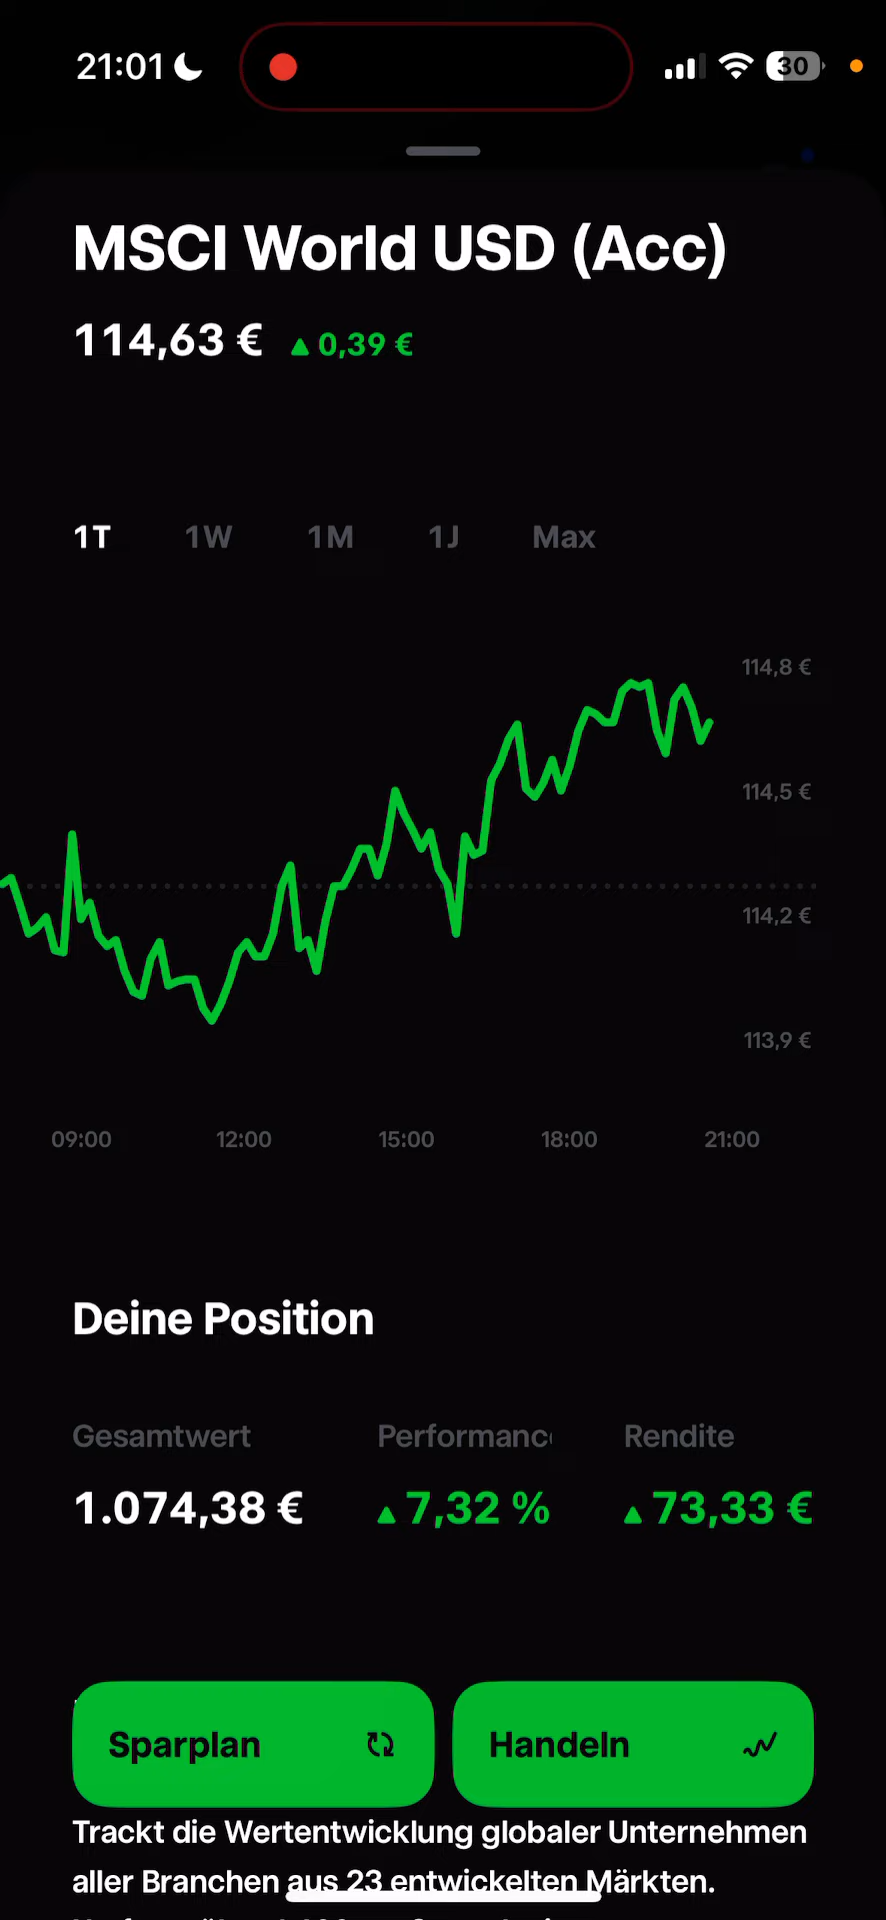 21:01
30
MSCI World USD (Acc)
114,63 € ▲ 0,39 €
1T 1W 1M 1J Max
114,8 €
114,5 €
114,2 €
113,9 €
09:00 12:00 15:00 18:00 21:00
Deine Position
Gesamtwert Performanc Rendite
1.074,38 € ▲ 7,32 % ▲ 73,33 €
Sparplan Handeln
Trackt die Wertentwicklung globaler Unternehmen
aller Branchen aus 23 entwickelten Märkten.